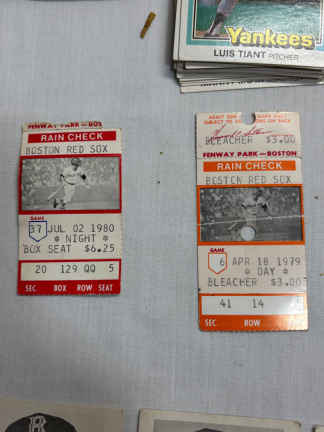 Yankees
LUIS TIANT PITCHER
FENWAY PARK—BOS
RAIN CHECK
BOSTON RED SOX
GAME
37 JUL 02 1980
* NIGHT *
BOX SEAT $6.25
20 129 QQ 5
SEC BOX ROW SEAT
BLEACHER $3.00
FENWAY PARK—BOSTON
RAIN CHECK
BOSTON RED SOX
GAME
6 APR 18 1979
* DAY *
BLEACHER $3.00
41 14
SEC ROW